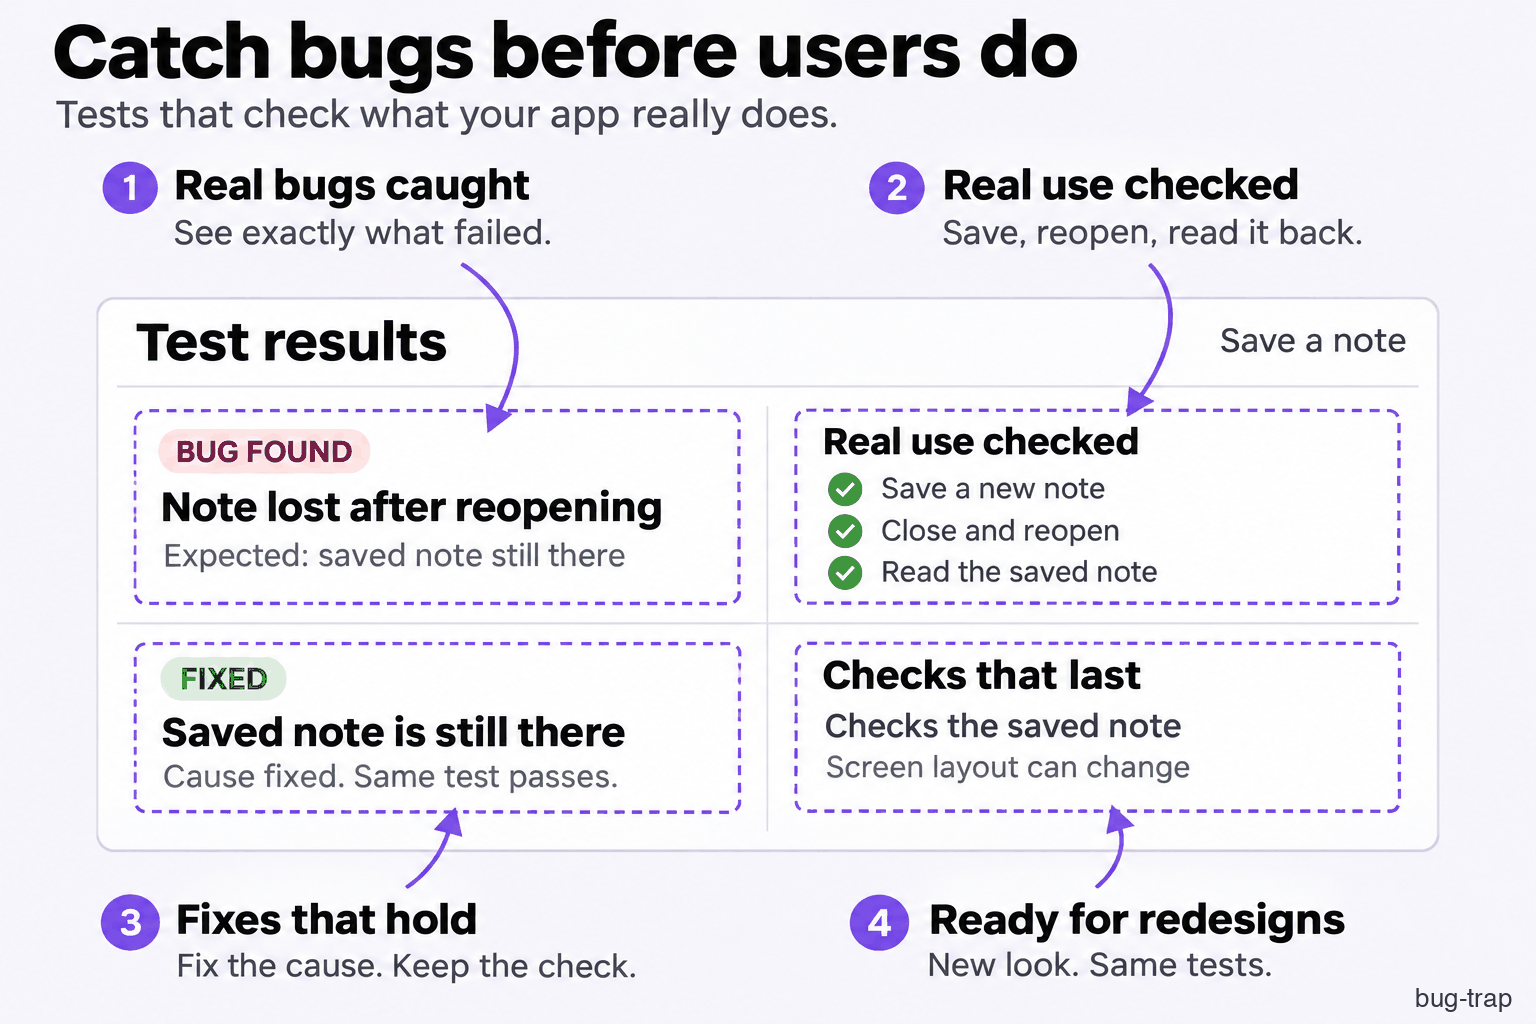 Catch bugs before users do
Tests that check what your app really does.
1 Real bugs caught
See exactly what failed.
2 Real use checked
Save, reopen, read it back.
Test results
Save a note
BUG FOUND
Note lost after reopening
Expected: saved note still there
Real use checked
Save a new note
Close and reopen
Read the saved note
FIXED
Saved note is still there
Cause fixed. Same test passes.
Checks that last
Checks the saved note
Screen layout can change
3 Fixes that hold
Fix the cause. Keep the check.
4 Ready for redesigns
New look. Same tests.
bug-trap